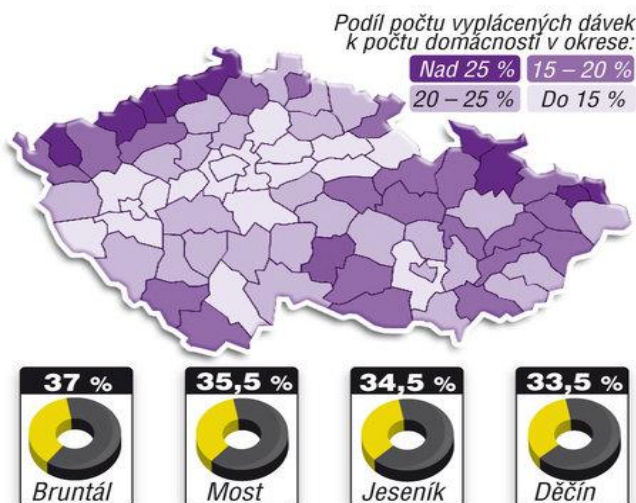 Podíl počtu vyplácených dávek
k počtu domácností v okrese:
Nad 25 % 15 – 20 %
20 – 25 % Do 15 %
37 %
Bruntál
35,5 %
Most
34,5 %
Jeseník
33,5 %
Děčín